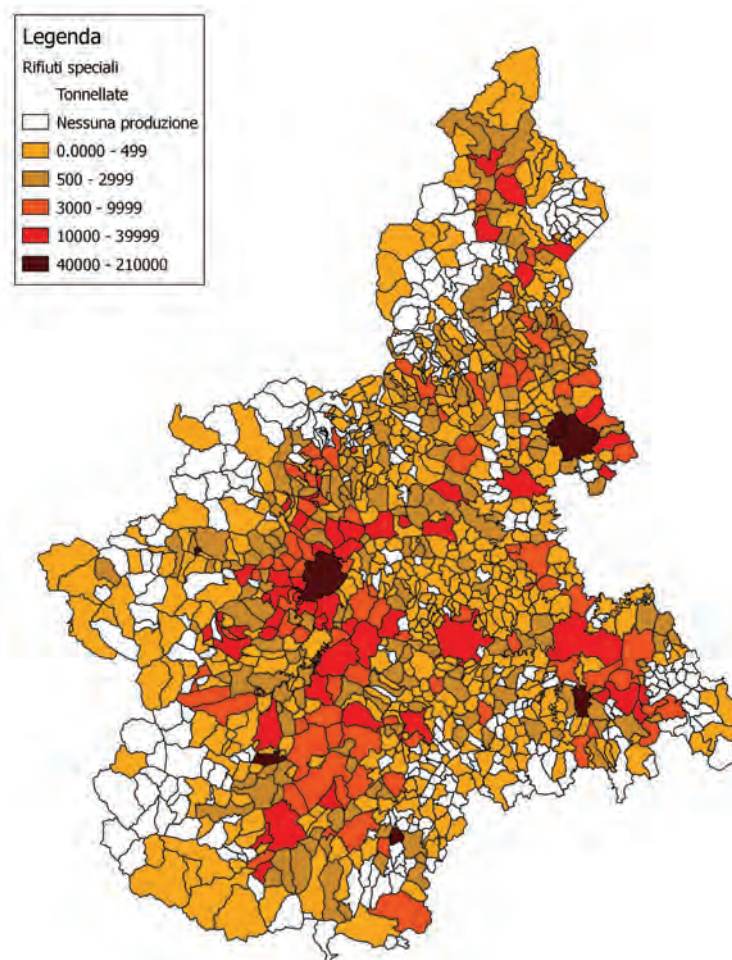 Legenda
Rifiuti speciali
Tonnellate
Nessuna produzione
0.0000 - 499
500 - 2999
3000 - 9999
10000 - 39999
40000 - 210000